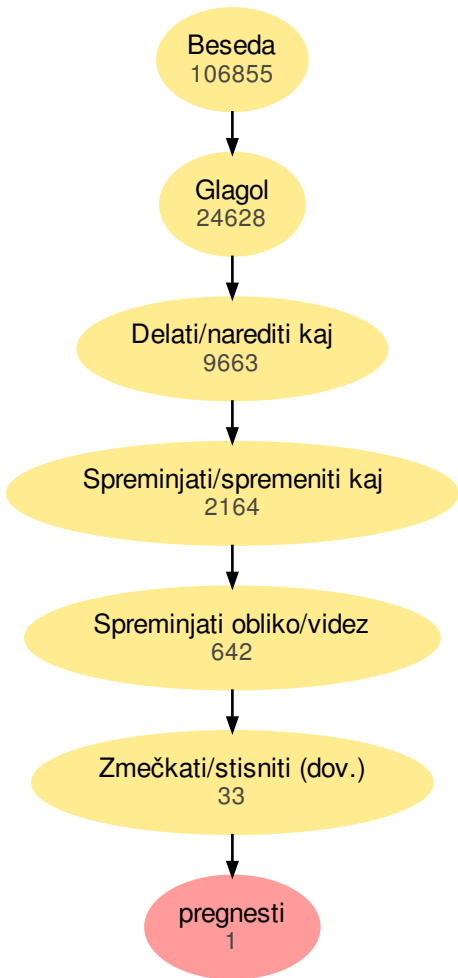 Beseda
106855
Glagol
24628
Delati/narediti kaj
9663
Spreminjati/spremeniti kaj
2164
Spreminjati obliko/videz
642
Zmečkati/stisniti (dov.)
33
pregnesti
1